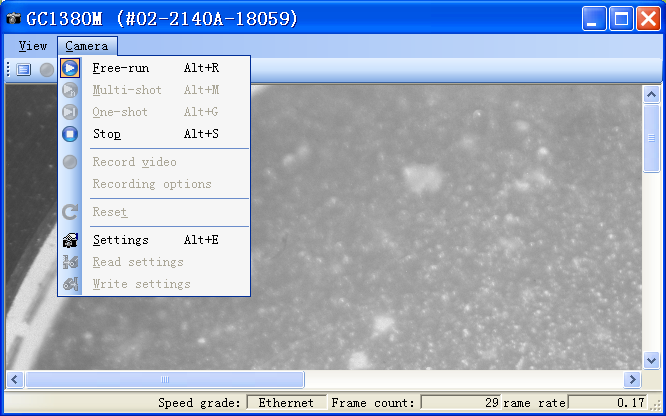 GC1380M (#02-2140A-18059)
View Camera
Free-run Alt+R
Multi-shot Alt+M
One-shot Alt+G
Stop Alt+S
Record video
Recording options
Reset
Settings Alt+E
Read settings
Write settings
Speed grade: Ethernet Frame count: 29 rame rate 0.17